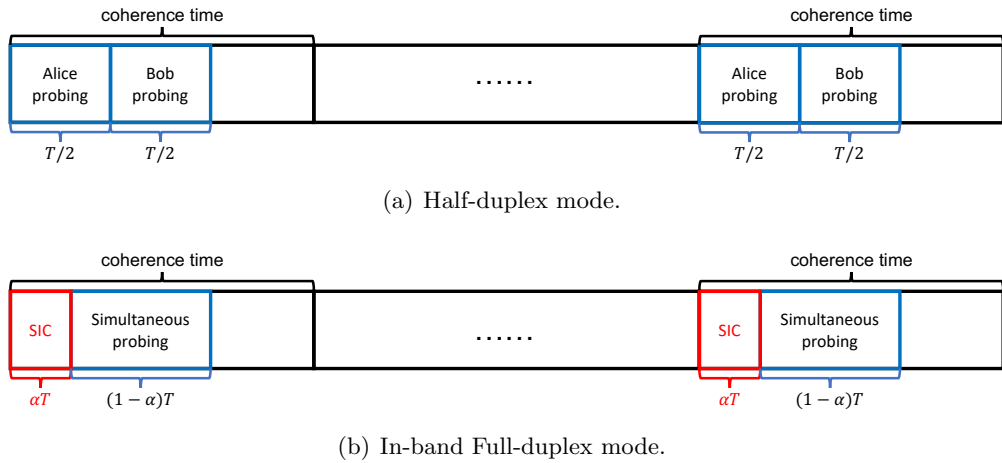 coherence time coherence time
Alice probing Bob probing ...... Alice probing Bob probing
T/2 T/2 T/2 T/2
(a) Half-duplex mode.
coherence time coherence time
SIC Simultaneous probing ...... SIC Simultaneous probing
αT (1 − α)T αT (1 − α)T
(b) In-band Full-duplex mode.